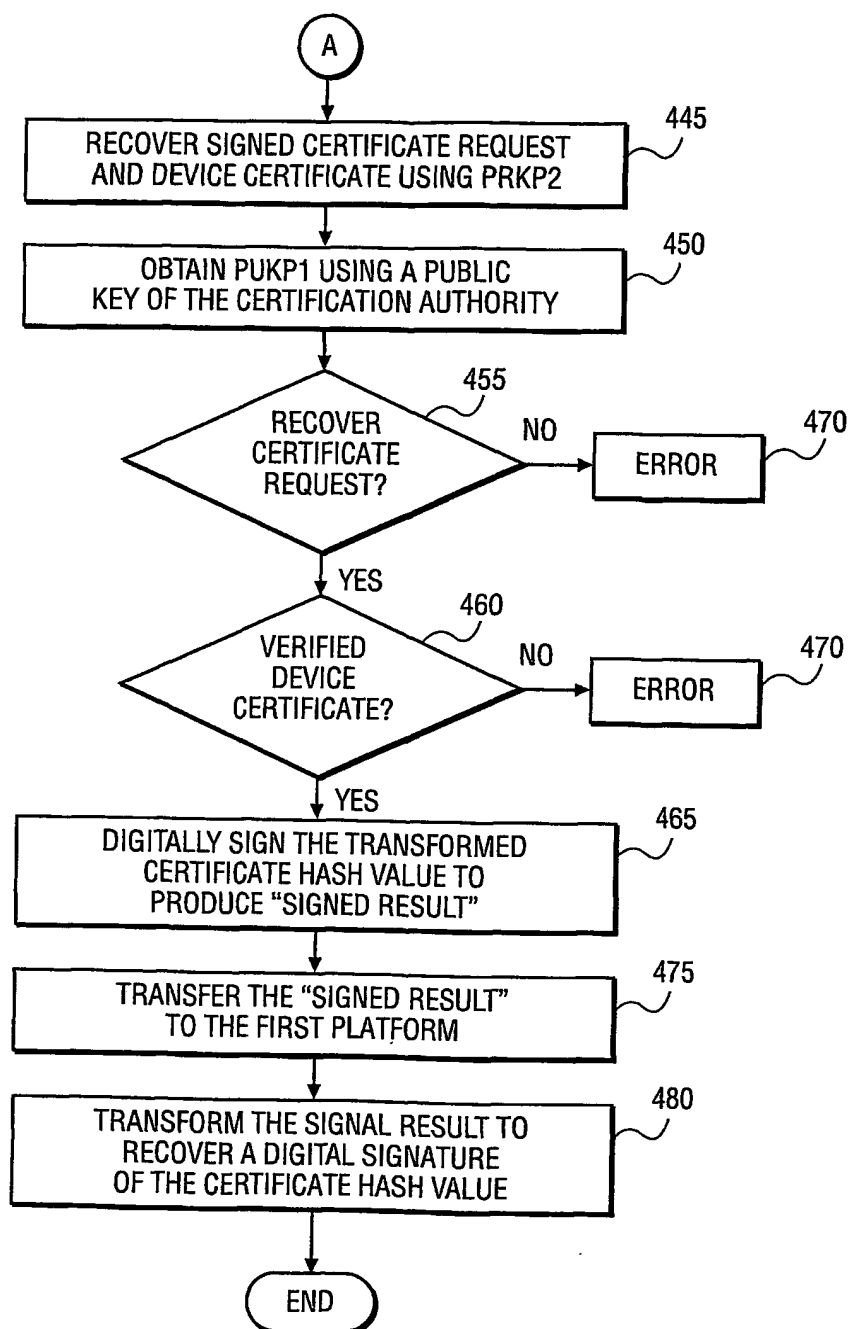 A
RECOVER SIGNED CERTIFICATE REQUEST
AND DEVICE CERTIFICATE USING PRKP2
445
OBTAIN PUKP1 USING A PUBLIC
KEY OF THE CERTIFICATION AUTHORITY
450
RECOVER
CERTIFICATE
REQUEST?
455
NO
ERROR
470
YES
VERIFIED
DEVICE
CERTIFICATE?
460
NO
ERROR
470
YES
DIGITALLY SIGN THE TRANSFORMED
CERTIFICATE HASH VALUE TO
PRODUCE “SIGNED RESULT”
465
TRANSFER THE “SIGNED RESULT”
TO THE FIRST PLATFORM
475
TRANSFORM THE SIGNAL RESULT TO
RECOVER A DIGITAL SIGNATURE
OF THE CERTIFICATE HASH VALUE
480
END